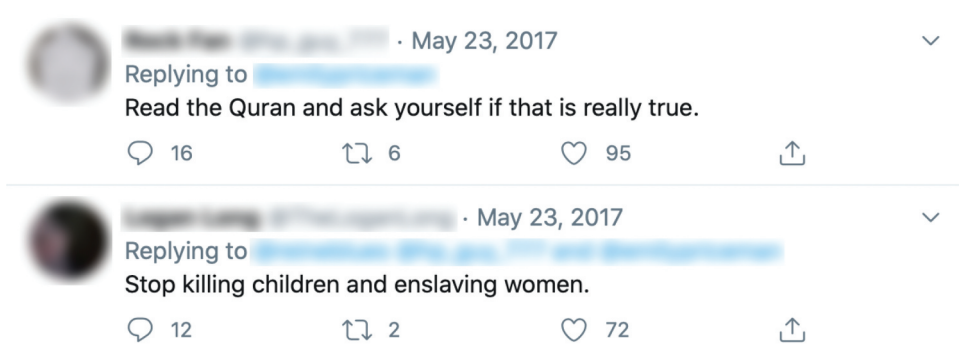 · May 23, 2017
Replying to
Read the Quran and ask yourself if that is really true.
16 6 95
· May 23, 2017
Replying to
Stop killing children and enslaving women.
12 2 72